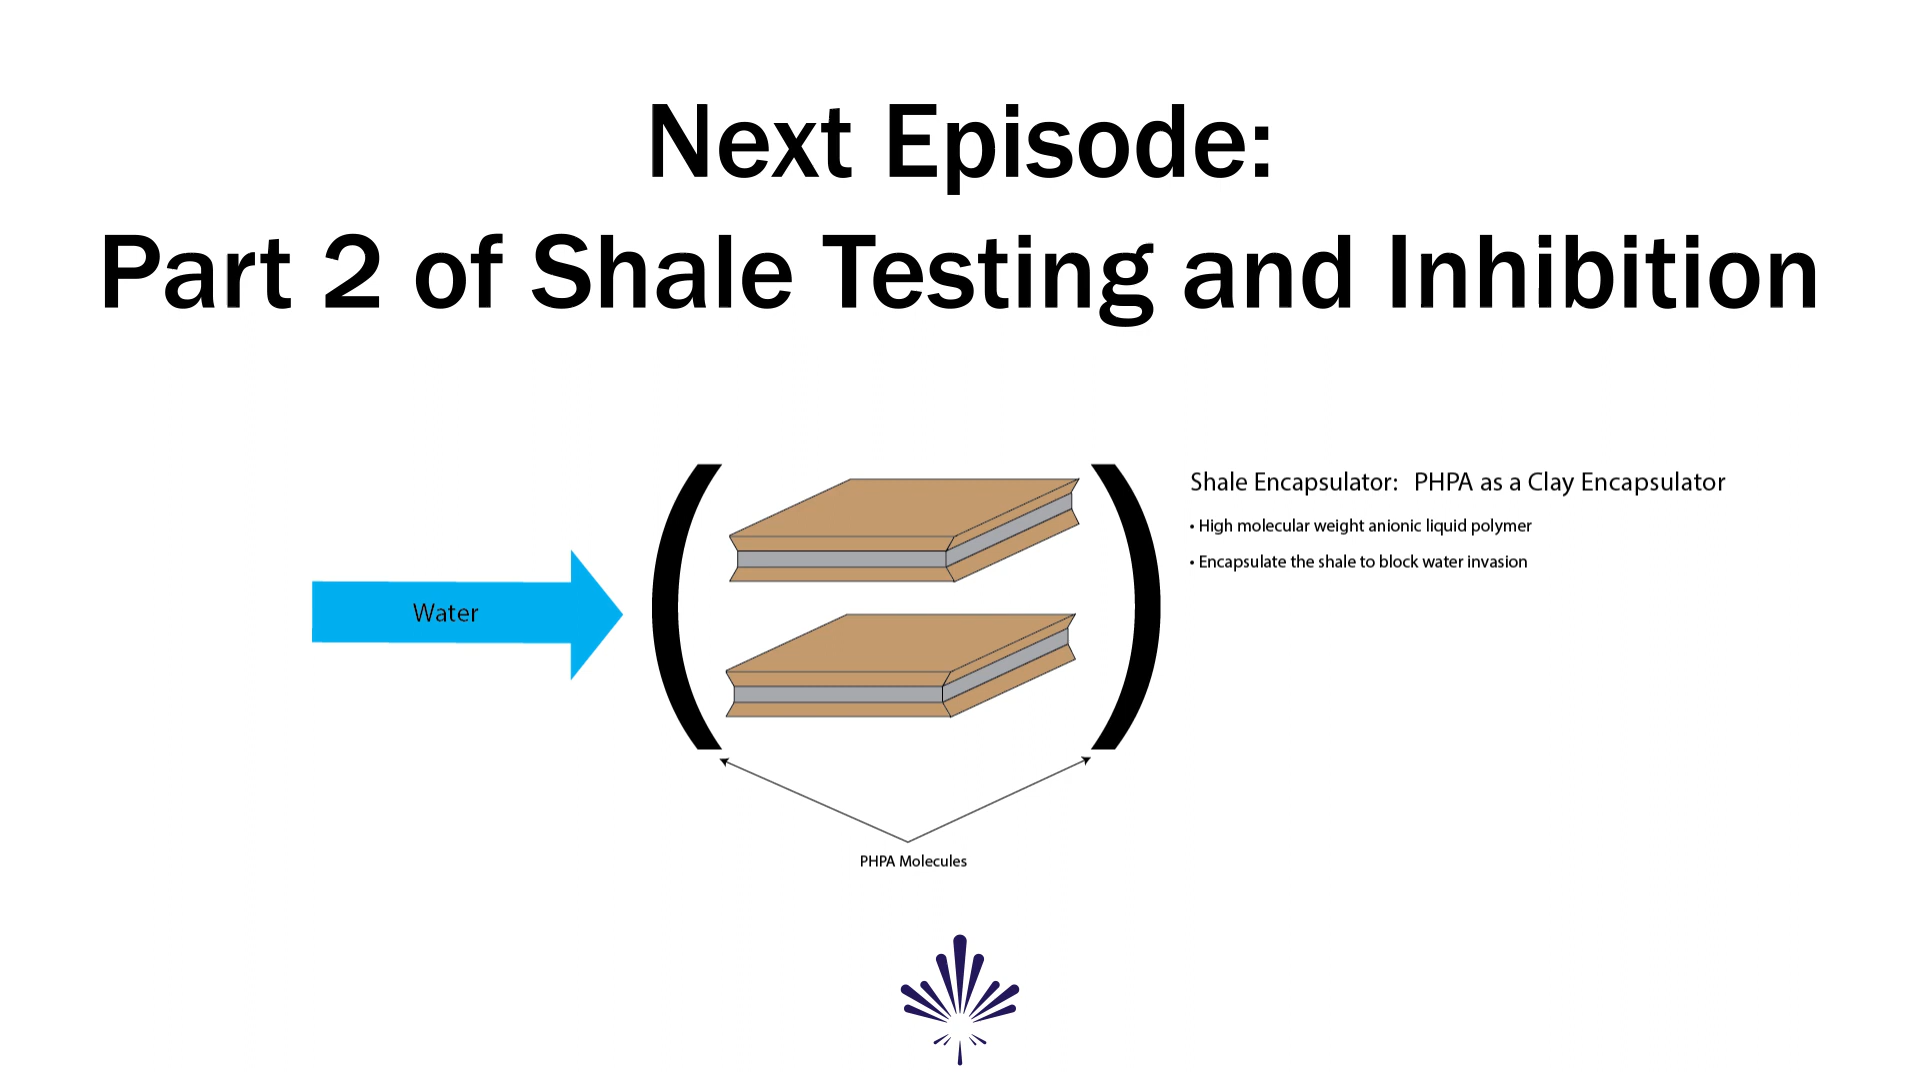 Next Episode:
Part 2 of Shale Testing and Inhibition
Shale Encapsulator: PHPA as a Clay Encapsulator
• High molecular weight anionic liquid polymer
• Encapsulate the shale to block water invasion
Water
PHPA Molecules